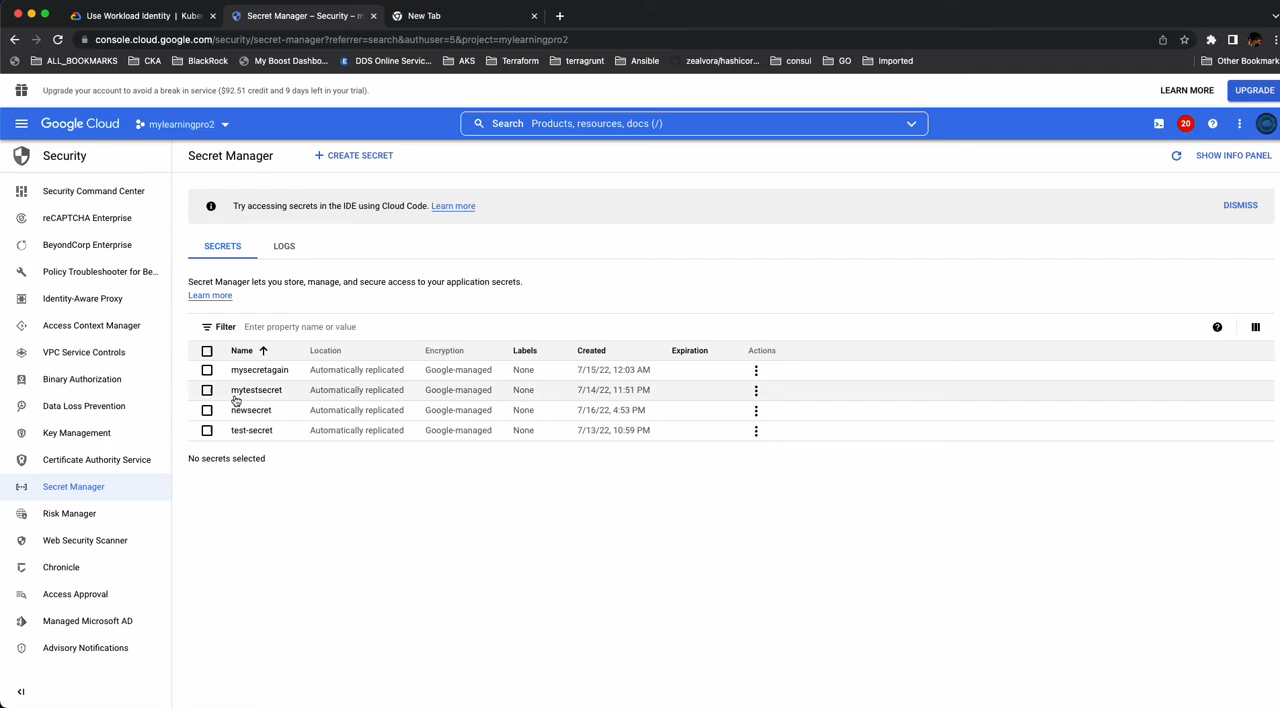 Use Workload Identity | Kube
Secret Manager – Security – m
New Tab
console.cloud.google.com/security/secret-manager?referrer=search&authuser=5&project=mylearningpro2
ALL_BOOKMARKS
CKA
BlackRock
My Boost Dashbo...
DDS Online Servic...
AKS
Terraform
terragrunt
Ansible
zealvora/hashicor...
consul
GO
Imported
Other Bookmark
Upgrade your account to avoid a break in service ($92.51 credit and 9 days left in your trial).
LEARN MORE
UPGRADE
Google Cloud
mylearningpro2
Search Products, resources, docs (/)
20
Security
Secret Manager
+ CREATE SECRET
SHOW INFO PANEL
Security Command Center
reCAPTCHA Enterprise
BeyondCorp Enterprise
Policy Troubleshooter for Be...
Identity-Aware Proxy
Access Context Manager
VPC Service Controls
Binary Authorization
Data Loss Prevention
Key Management
Certificate Authority Service
Secret Manager
Risk Manager
Web Security Scanner
Chronicle
Access Approval
Managed Microsoft AD
Advisory Notifications
Try accessing secrets in the IDE using Cloud Code. Learn more
DISMISS
SECRETS
LOGS
Secret Manager lets you store, manage, and secure access to your application secrets.
Learn more
Filter Enter property name or value
Name Location Encryption Labels Created Expiration Actions
mysecretagain Automatically replicated Google-managed None 7/15/22, 12:03 AM
mytestsecret Automatically replicated Google-managed None 7/14/22, 11:51 PM
newsecret Automatically replicated Google-managed None 7/16/22, 4:53 PM
test-secret Automatically replicated Google-managed None 7/13/22, 10:59 PM
No secrets selected